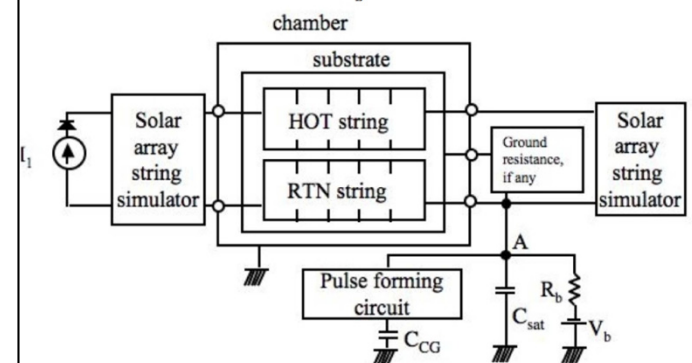 chamber
substrate
Solar
array
string
simulator
I1
HOT string
RTN string
Ground
resistance,
if any
Solar
array
string
simulator
A
Pulse forming
circuit
CCG
Csat
Rb
Vb